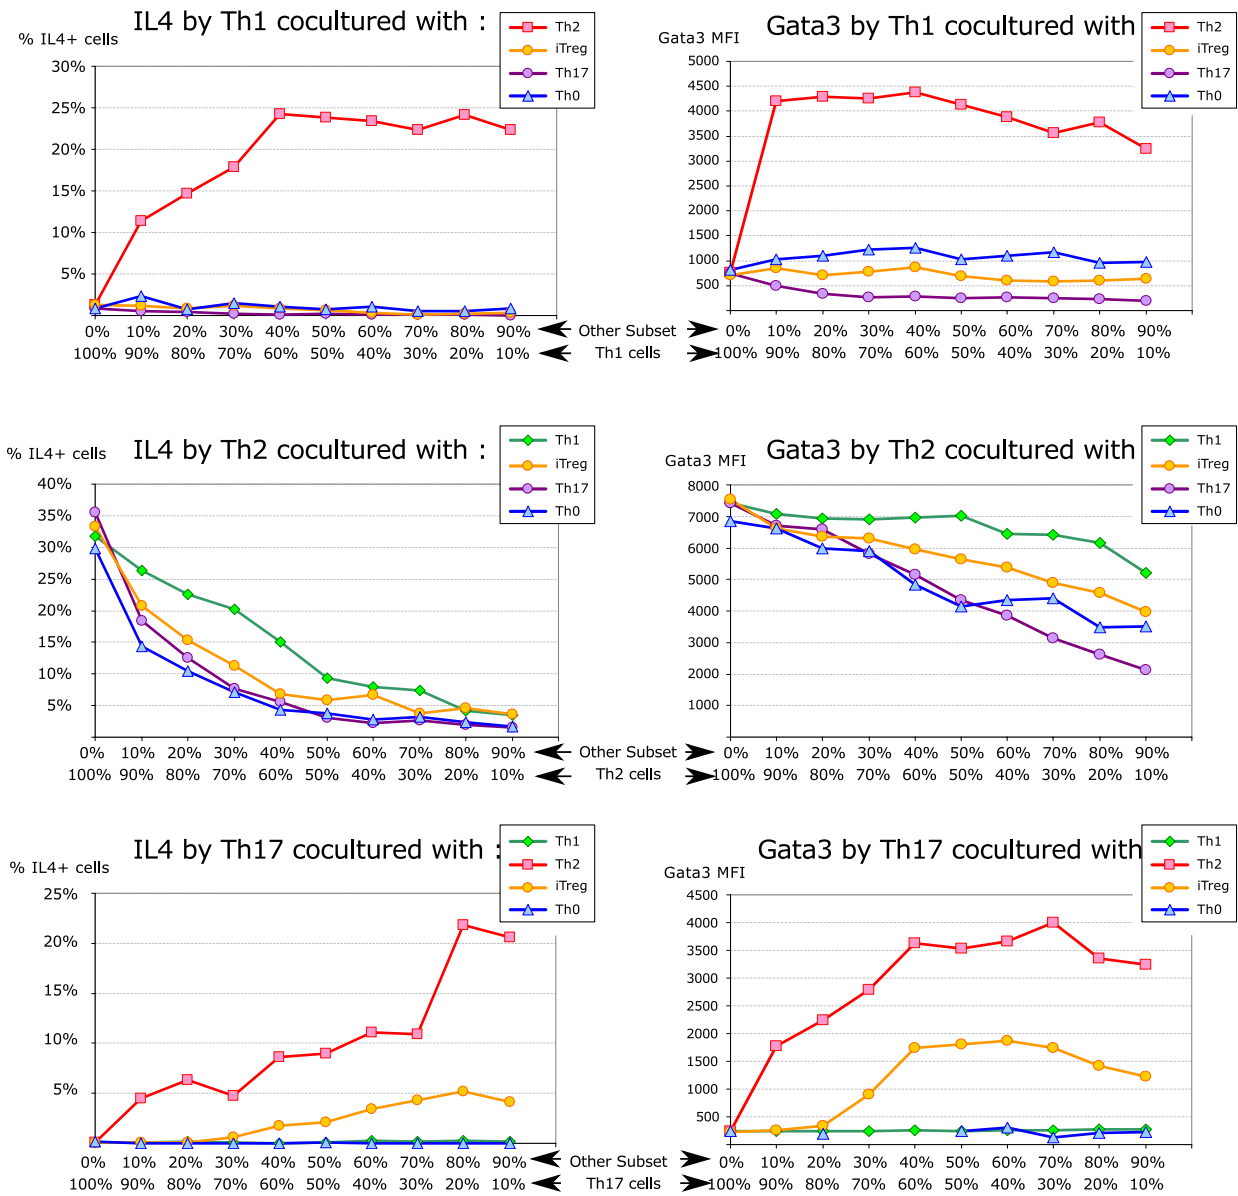 IL4 by Th1 cocultured with :
% IL4+ cells
Th2
iTreg
Th17
Th0
30%
25%
20%
15%
10%
5%
0% 10% 20% 30% 40% 50% 60% 70% 80% 90%
100% 90% 80% 70% 60% 50% 40% 30% 20% 10%
Other Subset
Th1 cells
Gata3 by Th1 cocultured with
Gata3 MFI
Th2
iTreg
Th17
Th0
5000
4500
4000
3500
3000
2500
2000
1500
1000
500
0% 10% 20% 30% 40% 50% 60% 70% 80% 90%
100% 90% 80% 70% 60% 50% 40% 30% 20% 10%
IL4 by Th2 cocultured with :
% IL4+ cells
Th1
iTreg
Th17
Th0
40%
35%
30%
25%
20%
15%
10%
5%
0% 10% 20% 30% 40% 50% 60% 70% 80% 90%
100% 90% 80% 70% 60% 50% 40% 30% 20% 10%
Other Subset
Th2 cells
Gata3 by Th2 cocultured with
Gata3 MFI
Th1
iTreg
Th17
Th0
8000
7000
6000
5000
4000
3000
2000
1000
0% 10% 20% 30% 40% 50% 60% 70% 80% 90%
100% 90% 80% 70% 60% 50% 40% 30% 20% 10%
IL4 by Th17 cocultured with :
% IL4+ cells
Th1
Th2
iTreg
Th0
25%
20%
15%
10%
5%
0% 10% 20% 30% 40% 50% 60% 70% 80% 90%
100% 90% 80% 70% 60% 50% 40% 30% 20% 10%
Other Subset
Th17 cells
Gata3 by Th17 cocultured with
Gata3 MFI
Th1
Th2
iTreg
Th0
4500
4000
3500
3000
2500
2000
1500
1000
500
0% 10% 20% 30% 40% 50% 60% 70% 80% 90%
100% 90% 80% 70% 60% 50% 40% 30% 20% 10%